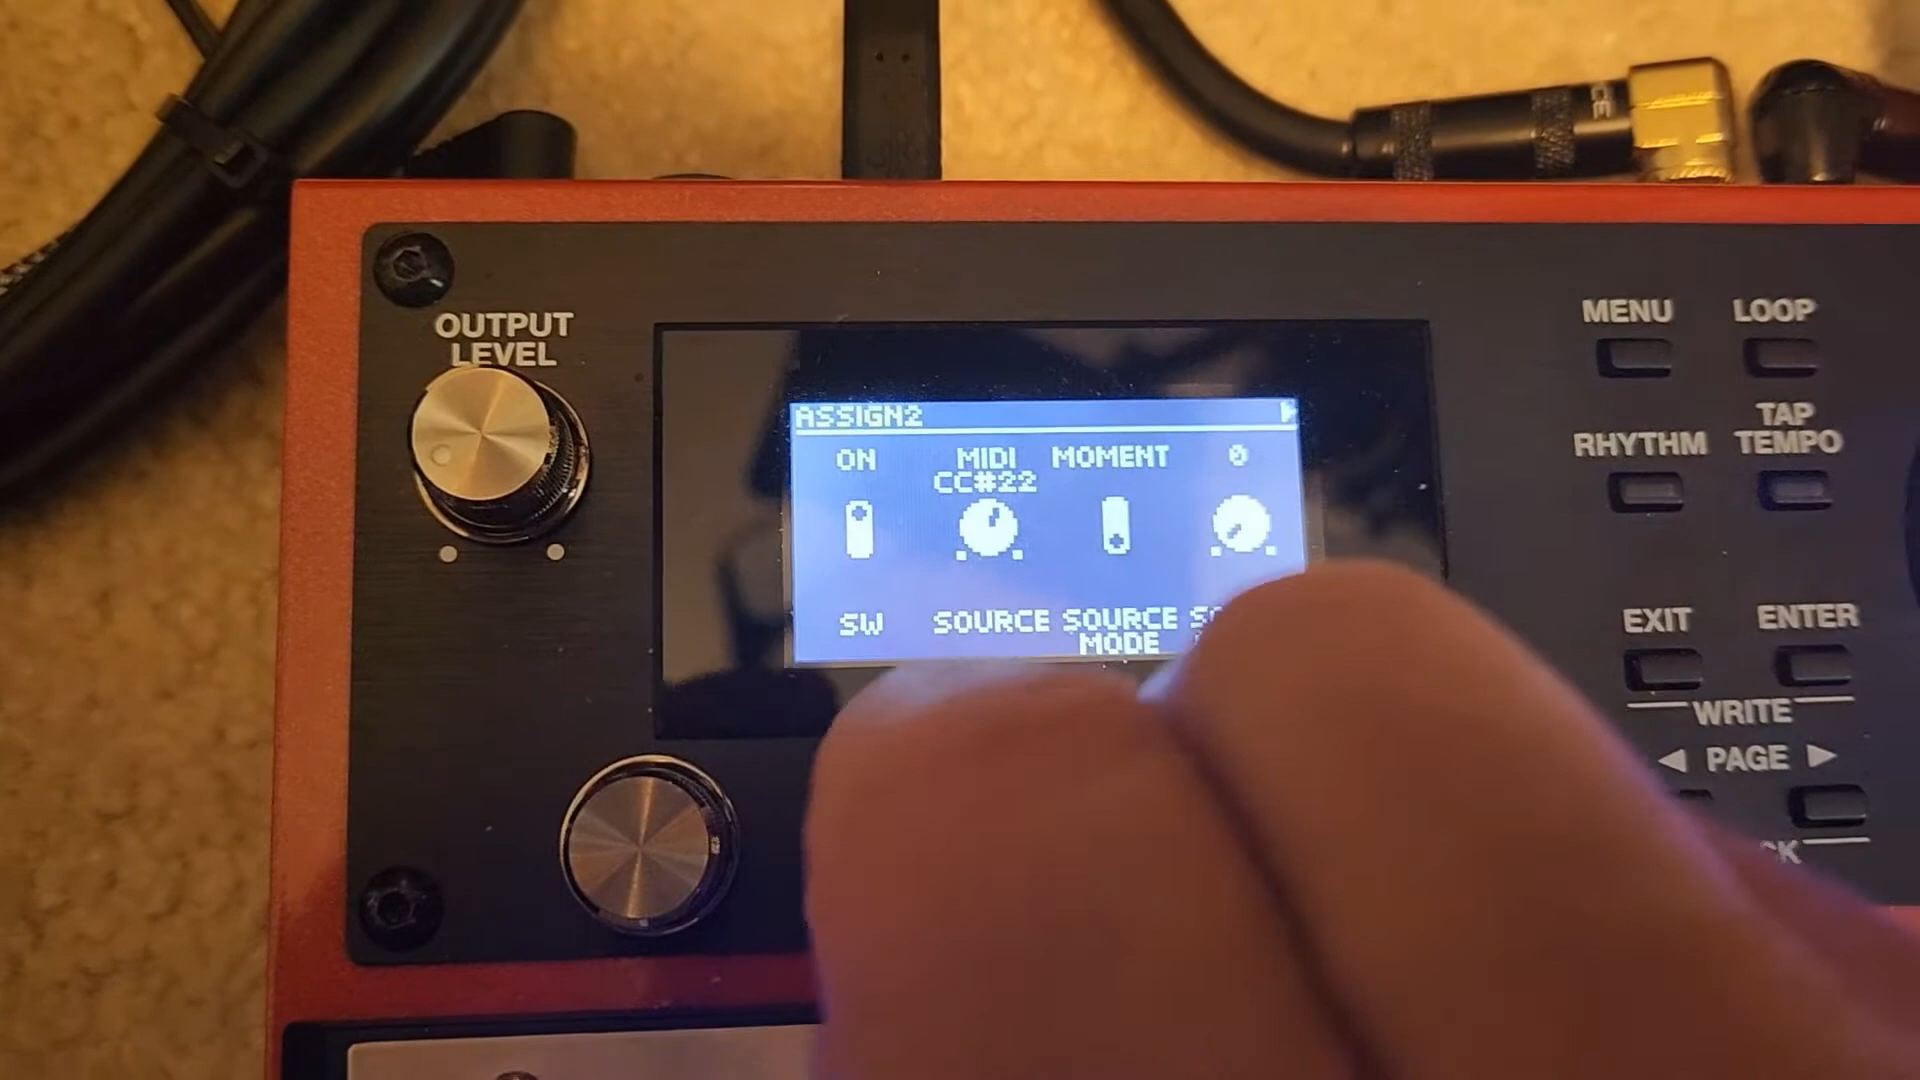 OUTPUT
LEVEL
ASSIGN2
ON
MIDI
CC#22
MOMENT
0
SW
SOURCE
SOURCE
MODE
MENU
LOOP
RHYTHM
TAP
TEMPO
EXIT
ENTER
WRITE
◀ PAGE ▶